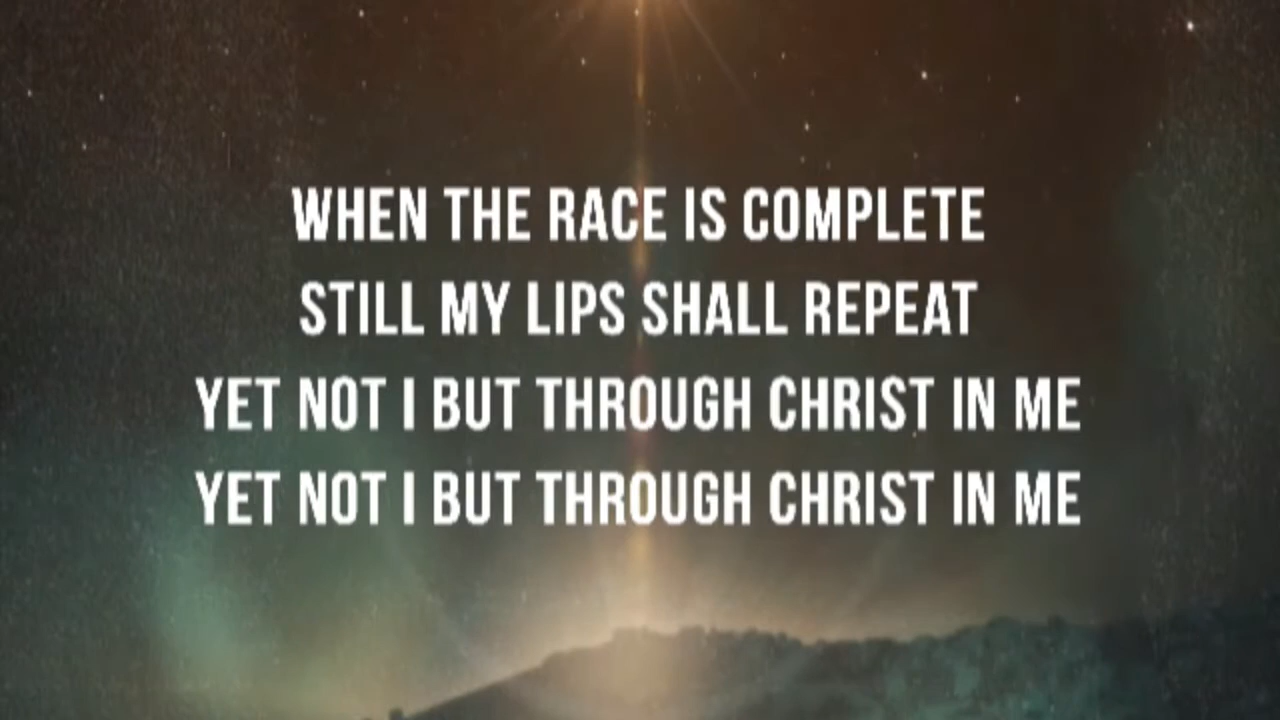 WHEN THE RACE IS COMPLETE
STILL MY LIPS SHALL REPEAT
YET NOT I BUT THROUGH CHRIST IN ME
YET NOT I BUT THROUGH CHRIST IN ME